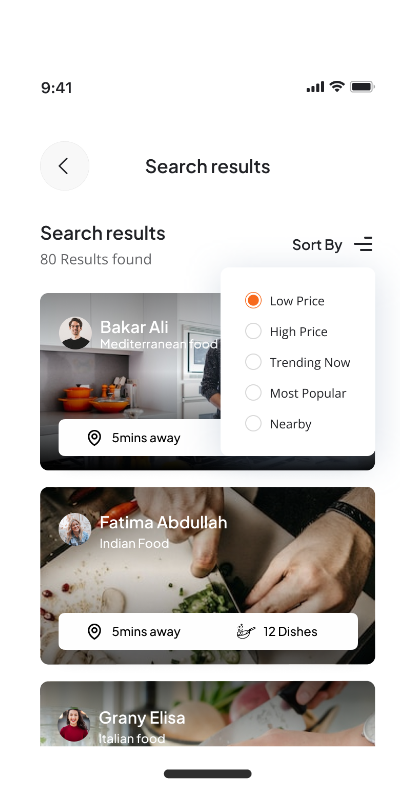 9:41
Search results
Search results
80 Results found
Sort By
Low Price
High Price
Trending Now
Most Popular
Nearby
Bakar Ali
Mediterranean food
5mins away
Fatima Abdullah
Indian Food
5mins away
12 Dishes
Grany Elisa
Italian food